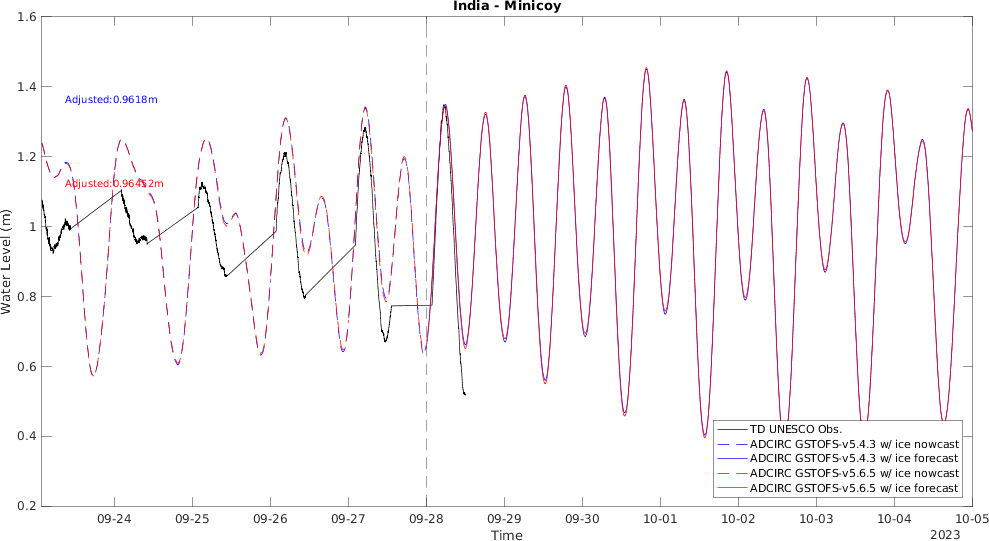 India - Minicoy
1.6
1.4
1.2
1
0.8
0.6
0.4
0.2
Water Level (m)
Adjusted:0.9618m
Adjusted:0.96452m
09-24
09-25
09-26
09-27
09-28
09-29
09-30
10-01
10-02
10-03
10-04
10-05
Time
2023
TD UNESCO Obs.
ADCIRC GSTOFS-v5.4.3 w/ ice nowcast
ADCIRC GSTOFS-v5.4.3 w/ ice forecast
ADCIRC GSTOFS-v5.6.5 w/ ice nowcast
ADCIRC GSTOFS-v5.6.5 w/ ice forecast